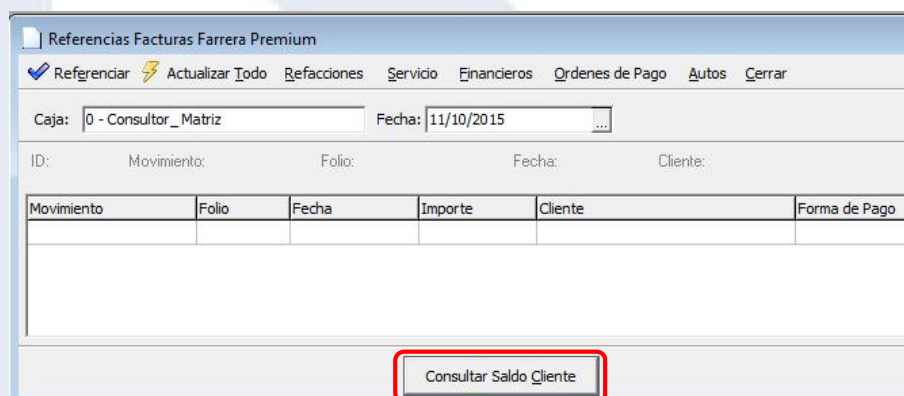 Referencias Facturas Farrera Premium
Referenciar Actualizar Todo Refacciones Servicio Financieros Ordenes de Pago Autos Cerrar
Caja: 0 - Consultor_Matriz Fecha: 11/10/2015 ...
ID: Movimiento: Folio: Fecha: Cliente:
Movimiento Folio Fecha Importe Cliente Forma de Pago
Consultar Saldo Cliente